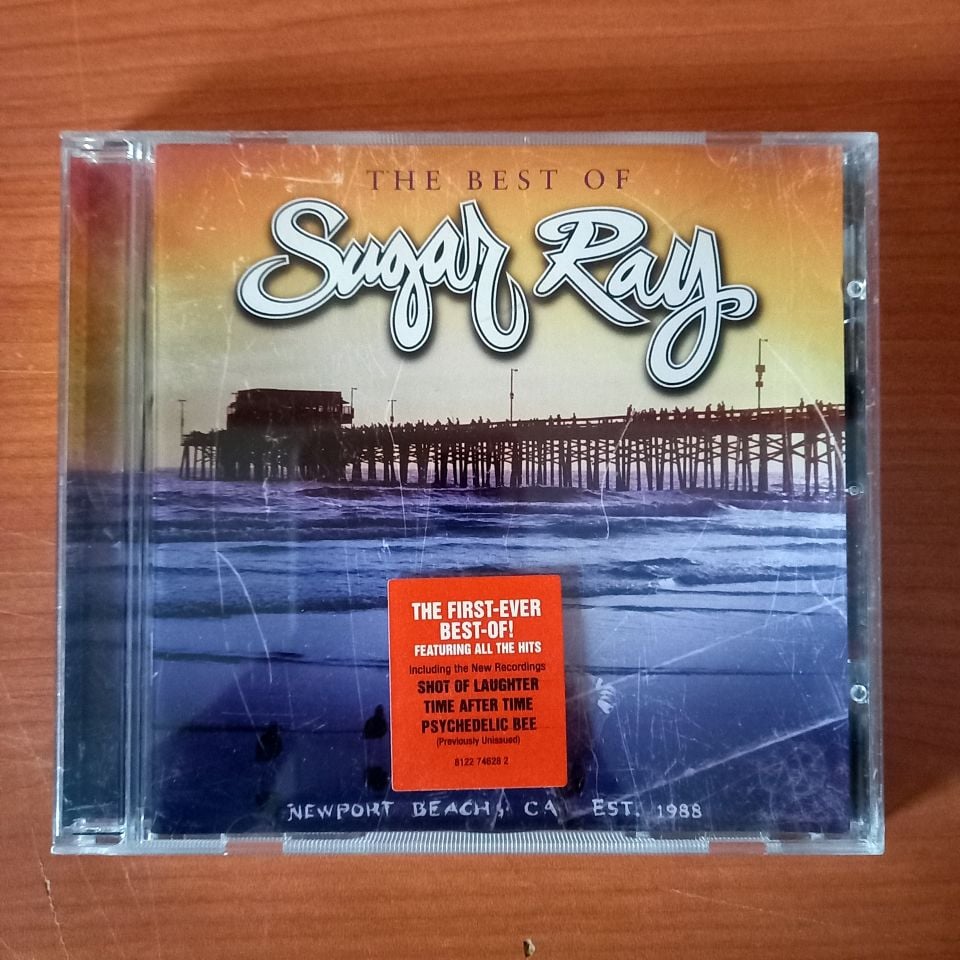 THE BEST OF
Sugar Ray
THE FIRST-EVER
BEST-OF!
FEATURING ALL THE HITS
Including the New Recordings
SHOT OF LAUGHTER
TIME AFTER TIME
PSYCHEDELIC BEE
(Previously Unissued)
8122 74628 2
NEWPORT BEACH, CA EST. 1988